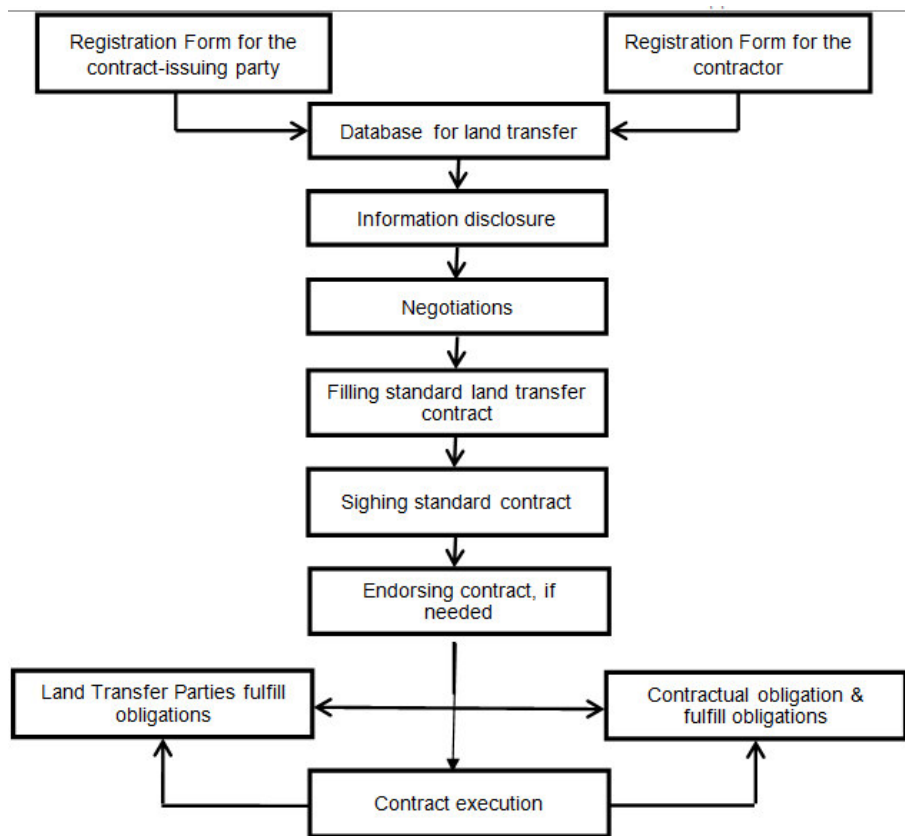 Registration Form for the
contract-issuing party
Registration Form for the
contractor
Database for land transfer
Information disclosure
Negotiations
Filling standard land transfer
contract
Sighing standard contract
Endorsing contract, if
needed
Land Transfer Parties fulfill
obligations
Contractual obligation &
fulfill obligations
Contract execution